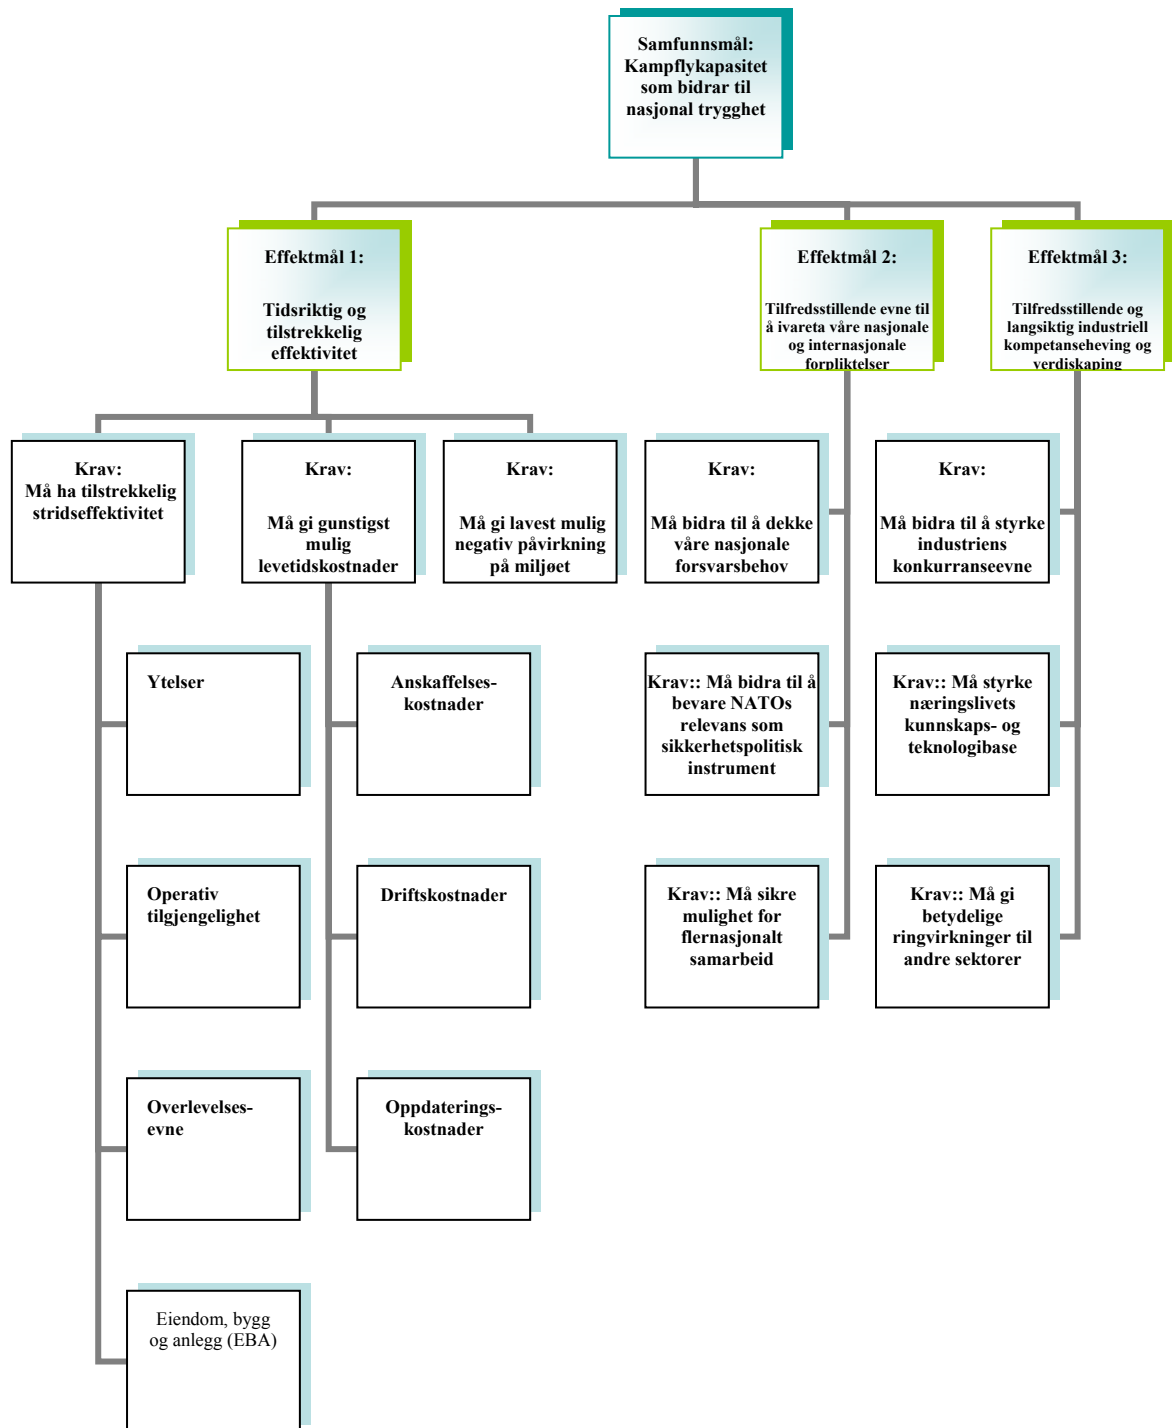 Samfunnsmål:
Kampflykapasitet
som bidrar til
nasjonal trygghet
Effektmål 1:
Tidsriktig og
tilstrekkelig
effektivitet
Effektmål 2:
Tilfredsstillende evne til
å ivareta våre nasjonale
og internasjonale
forpliktelser
Effektmål 3:
Tilfredsstillende og
langsiktig industriell
kompetanseheving og
verdiskaping
Krav:
Må ha tilstrekkelig
stridseffektivitet
Krav:
Må gi gunstigst
mulig
levetidskostnader
Krav:
Må gi lavest mulig
negativ påvirkning
på miljøet
Krav:
Må bidra til å dekke
våre nasjonale
forsvarsbehov
Krav:
Må bidra til å styrke
industriens
konkurranseevne
Ytelser
Anskaffelses-
kostnader
Krav:: Må bidra til å
bevare NATOs
relevans som
sikkerhetspolitisk
instrument
Krav:: Må styrke
næringslivets
kunnskaps- og
teknologibase
Operativ
tilgjengelighet
Driftskostnader
Krav:: Må sikre
mulighet for
flernasjonalt
samarbeid
Krav:: Må gi
betydelige
ringvirkninger til
andre sektorer
Overlevelses-
evne
Oppdaterings-
kostnader
Eiendom, bygg
og anlegg (EBA)